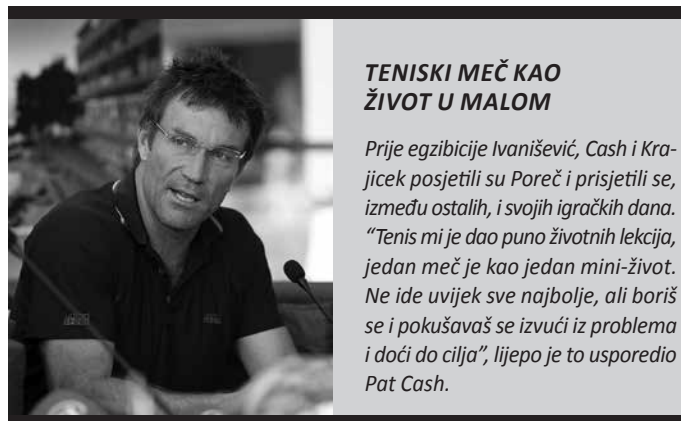 TENISKI MEČ KAO
ŽIVOT U MALOM
Prije egzibicije Ivanišević, Cash i Kra-
jicek posjetili su Poreč i prisjetili se,
između ostalih, i svojih igračkih dana.
“Tenis mi je dao puno životnih lekcija,
jedan meč je kao jedan mini-život.
Ne ide uvijek sve najbolje, ali boriš
se i pokušavaš se izvući iz problema
i doći do cilja”, lijepo je to usporedio
Pat Cash.